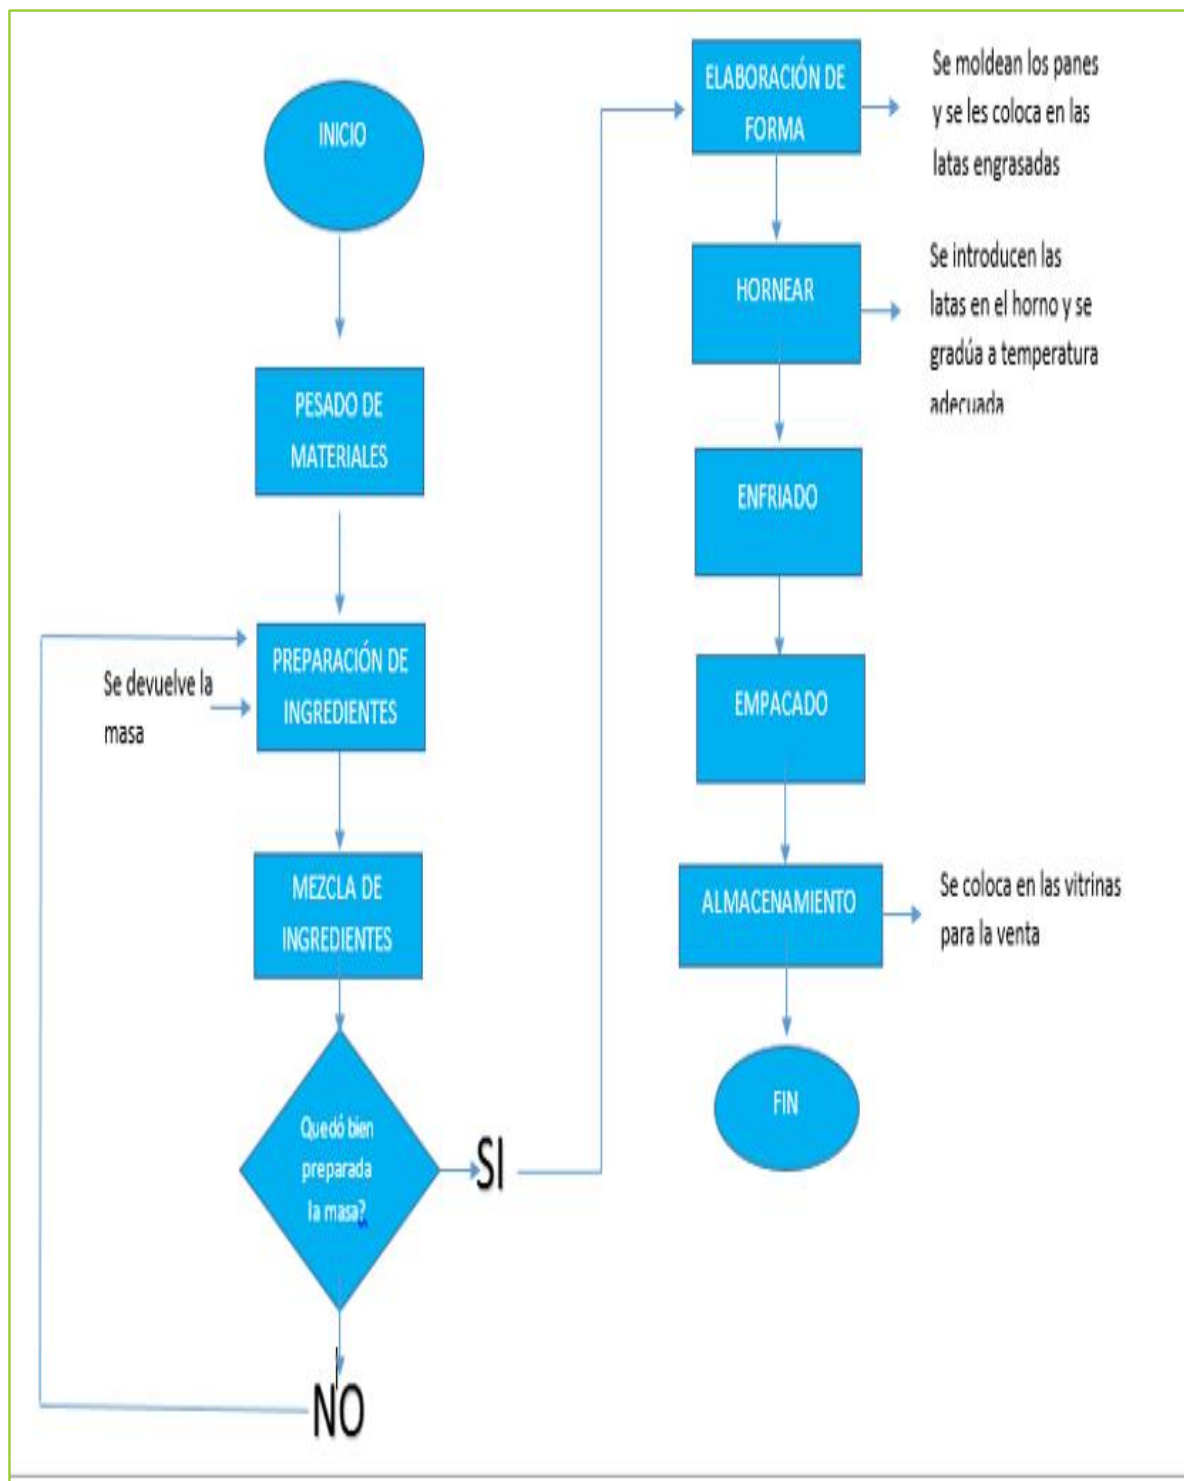 INICIO
PESADO DE
MATERIALES
Se devuelve la
masa
PREPARACIÓN DE
INGREDIENTES
MEZCLA DE
INGREDIENTES
Quedó bien
preparada
la masa?
SI
NO
ELABORACIÓN DE
FORMA
Se moldean los panes
y se les coloca en las
latas engrasadas
HORNEAR
Se introducen las
latas en el horno y se
gradúa a temperatura
adecuada
ENFRIADO
EMPACADO
ALMACENAMIENTO
Se coloca en las vitrinas
para la venta
FIN